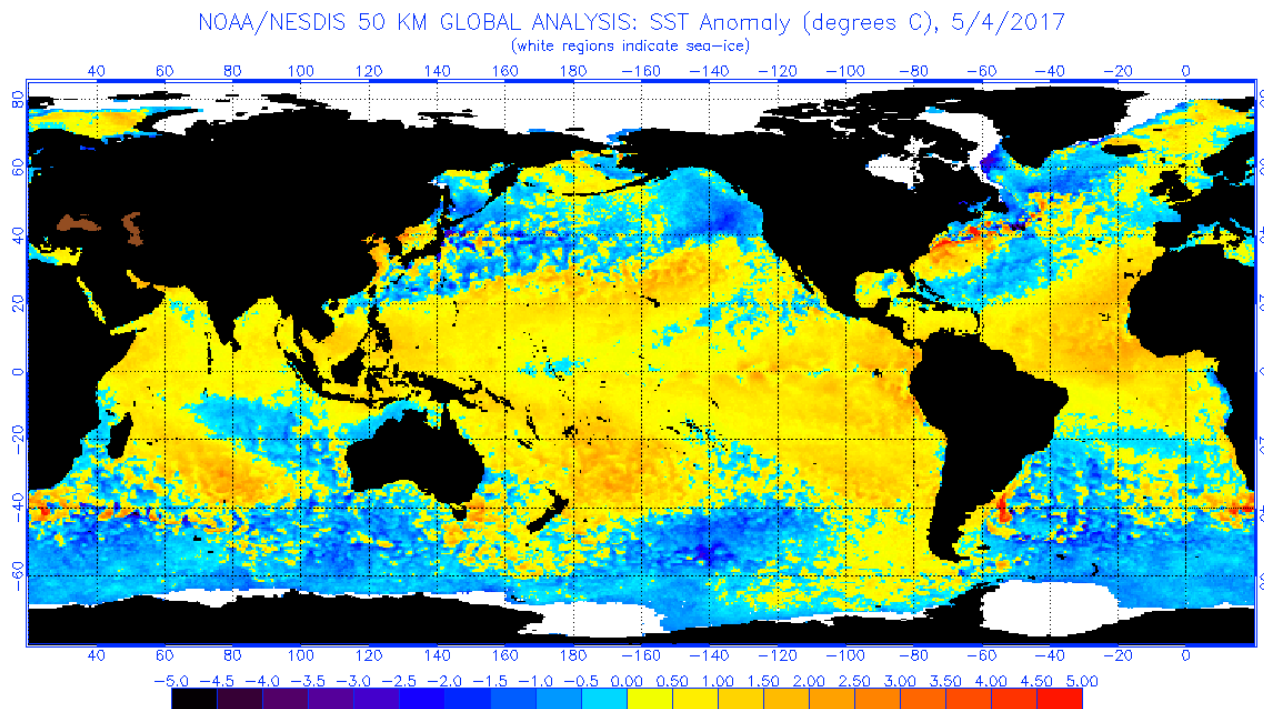 NOAA/NESDIS 50 KM GLOBAL ANALYSIS: SST Anomaly (degrees C), 5/4/2017
(white regions indicate sea-ice)
40 60 80 100 120 140 160 180 -160 -140 -120 -100 -80 -60 -40 -20 0
80
60
40
20
0
-20
-40
-60
40 60 80 100 120 140 160 180 -160 -140 -120 -100 -80 -60 -40 -20 0
-5.0 -4.5 -4.0 -3.5 -3.0 -2.5 -2.0 -1.5 -1.0 -0.5 0.00 0.50 1.00 1.50 2.00 2.50 3.00 3.50 4.00 4.50 5.00